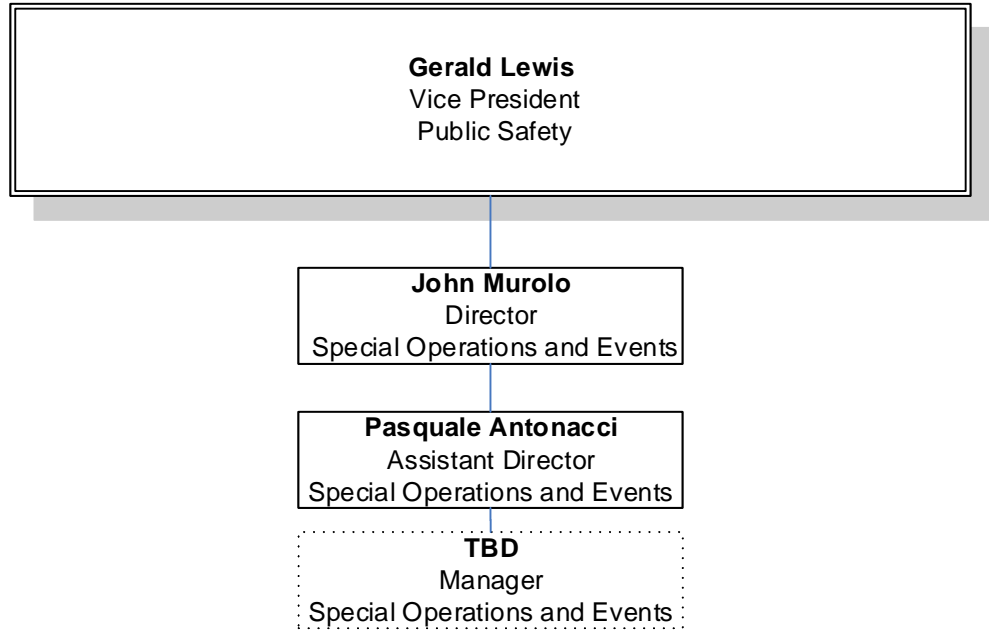 Gerald Lewis
Vice President
Public Safety
John Murolo
Director
Special Operations and Events
Pasquale Antonacci
Assistant Director
Special Operations and Events
TBD
Manager
Special Operations and Events